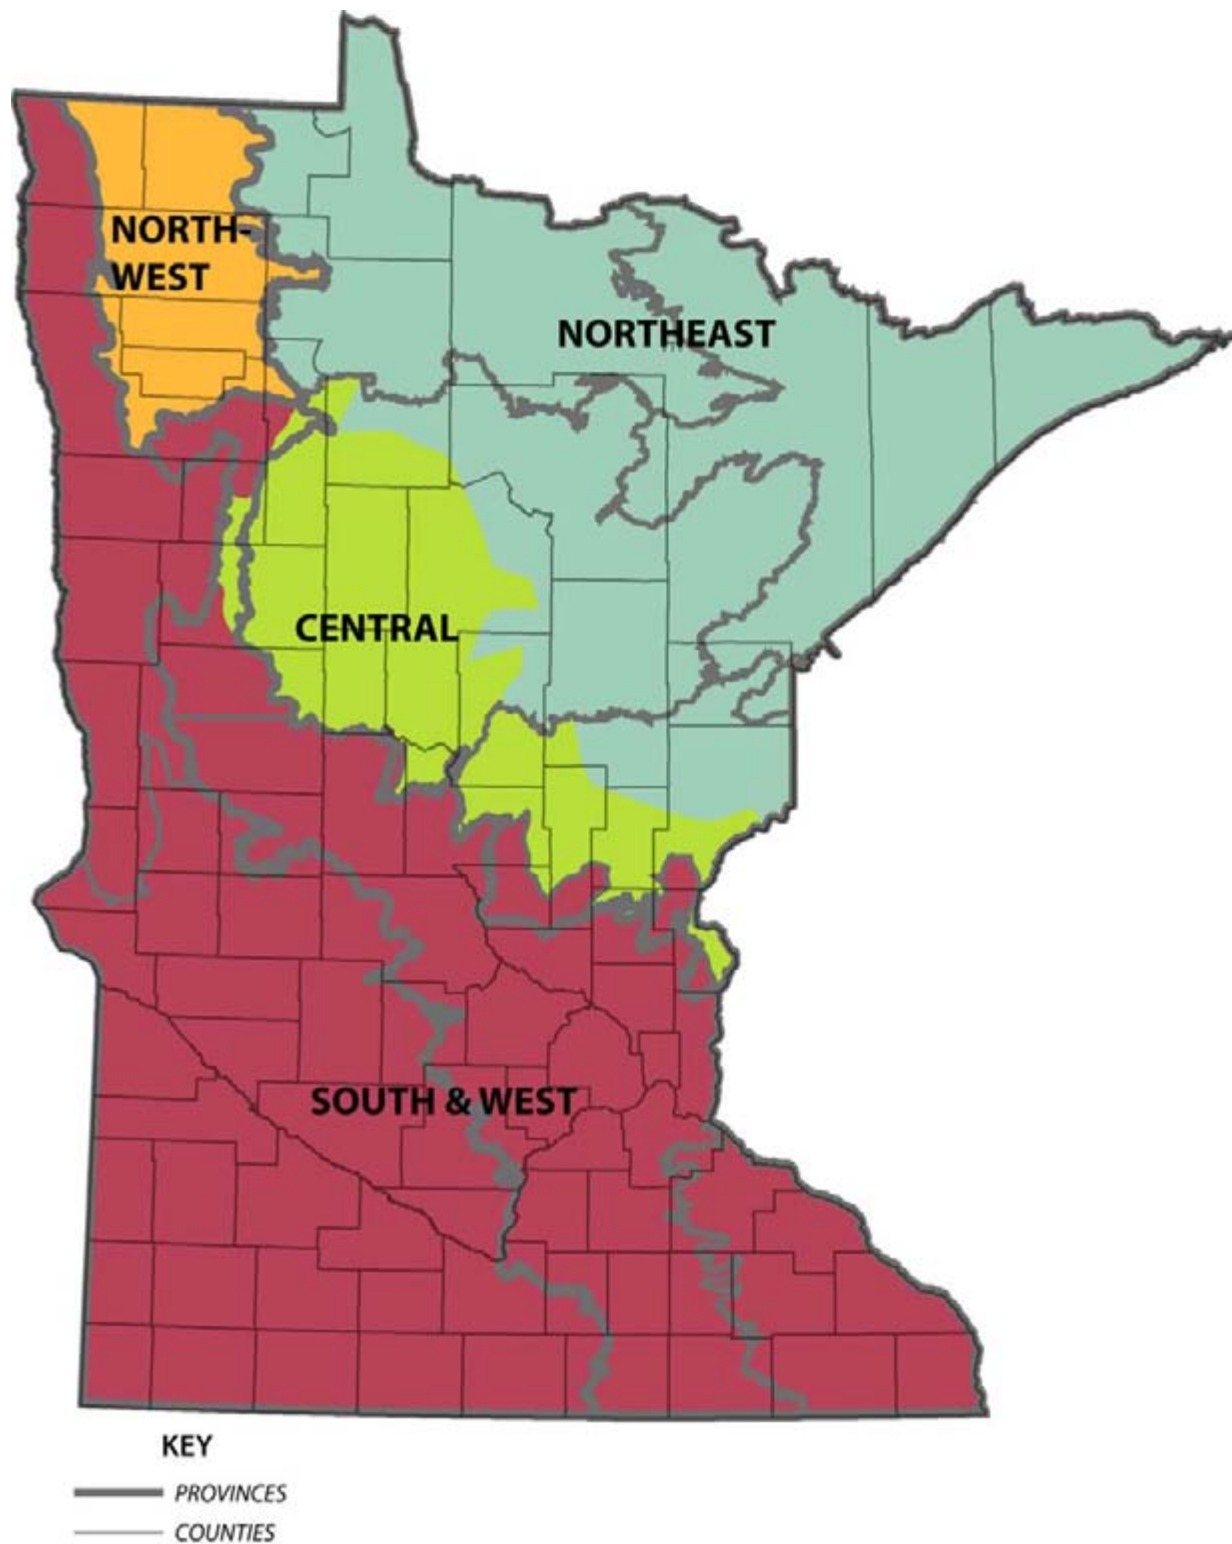 NORTH-
WEST
NORTHEAST
CENTRAL
SOUTH & WEST
KEY
PROVINCES
COUNTIES